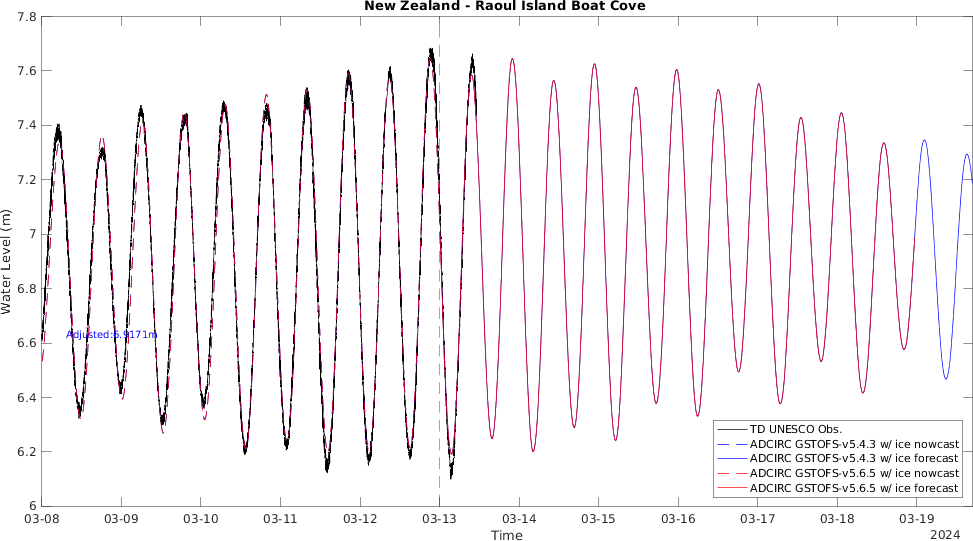 New Zealand - Raoul Island Boat Cove
7.8
7.6
7.4
7.2
7
6.8
6.6
6.4
6.2
6
Water Level (m)
Adjusted:6.9171m
TD UNESCO Obs.
ADCIRC GSTOFS-v5.4.3 w/ ice nowcast
ADCIRC GSTOFS-v5.4.3 w/ ice forecast
ADCIRC GSTOFS-v5.6.5 w/ ice nowcast
ADCIRC GSTOFS-v5.6.5 w/ ice forecast
03-08 03-09 03-10 03-11 03-12 03-13 03-14 03-15 03-16 03-17 03-18 03-19
Time
2024